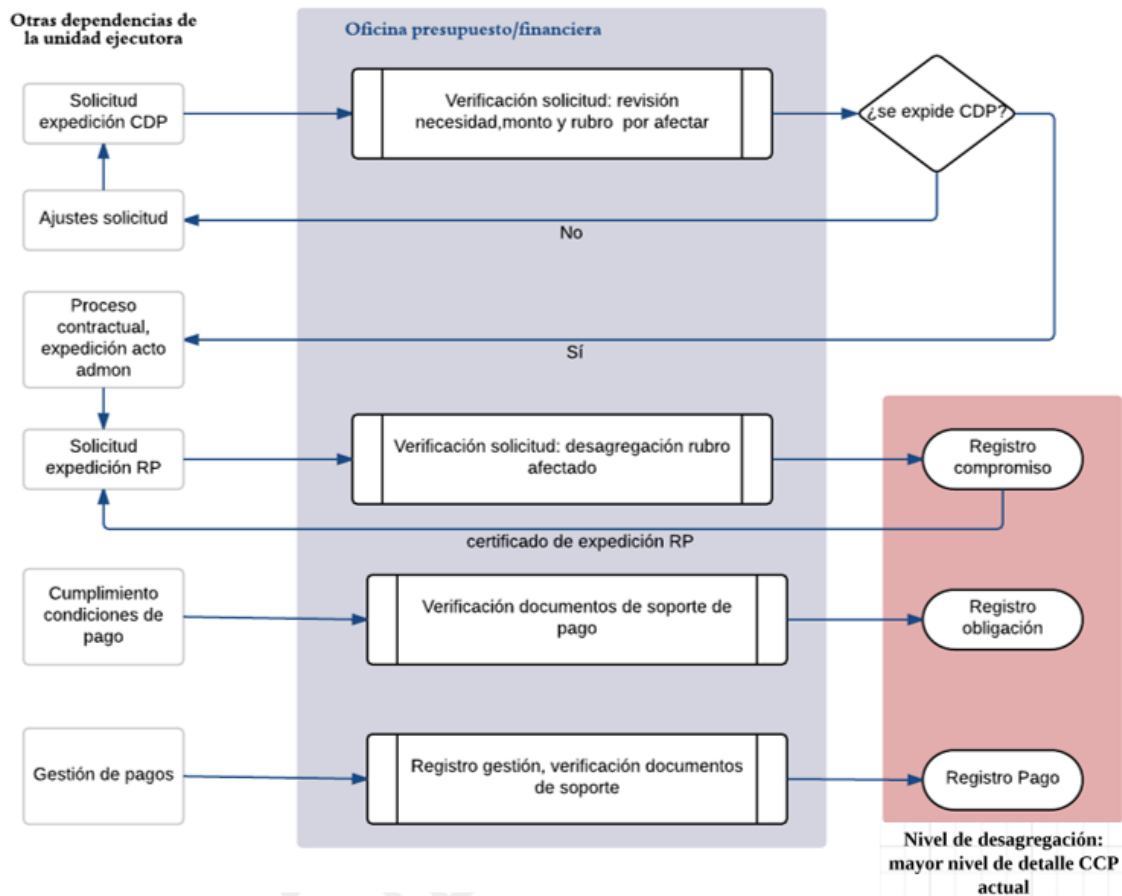 Otras dependencias de
la unidad ejecutora
Oficina presupuesto/financiera
Solicitud
expedición CDP
Verificación solicitud: revisión
necesidad,monto y rubro por afectar
¿se expide CDP?
Ajustes solicitud
No
Proceso
contractual,
expedición acto
admon
Sí
Solicitud
expedición RP
Verificación solicitud: desagregación rubro
afectado
Registro
compromiso
certificado de expedición RP
Cumplimiento
condiciones de
pago
Verificación documentos de soporte de
pago
Registro
obligación
Gestión de pagos
Registro gestión, verificación documentos
de soporte
Registro Pago
Nivel de desagregación:
mayor nivel de detalle CCP
actual